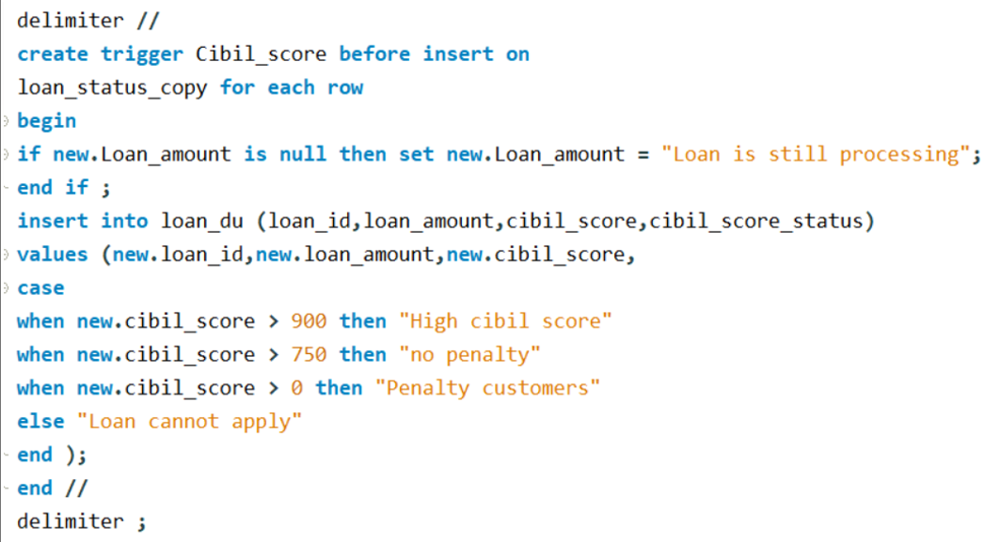 delimiter //
create trigger Cibil_score before insert on
loan_status_copy for each row
begin
if new.Loan_amount is null then set new.Loan_amount = "Loan is still processing";
end if ;
insert into loan_du (loan_id,loan_amount,cibil_score,cibil_score_status)
values (new.loan_id,new.loan_amount,new.cibil_score,
case
when new.cibil_score > 900 then "High cibil score"
when new.cibil_score > 750 then "no penalty"
when new.cibil_score > 0 then "Penalty customers"
else "Loan cannot apply"
end );
end //
delimiter ;